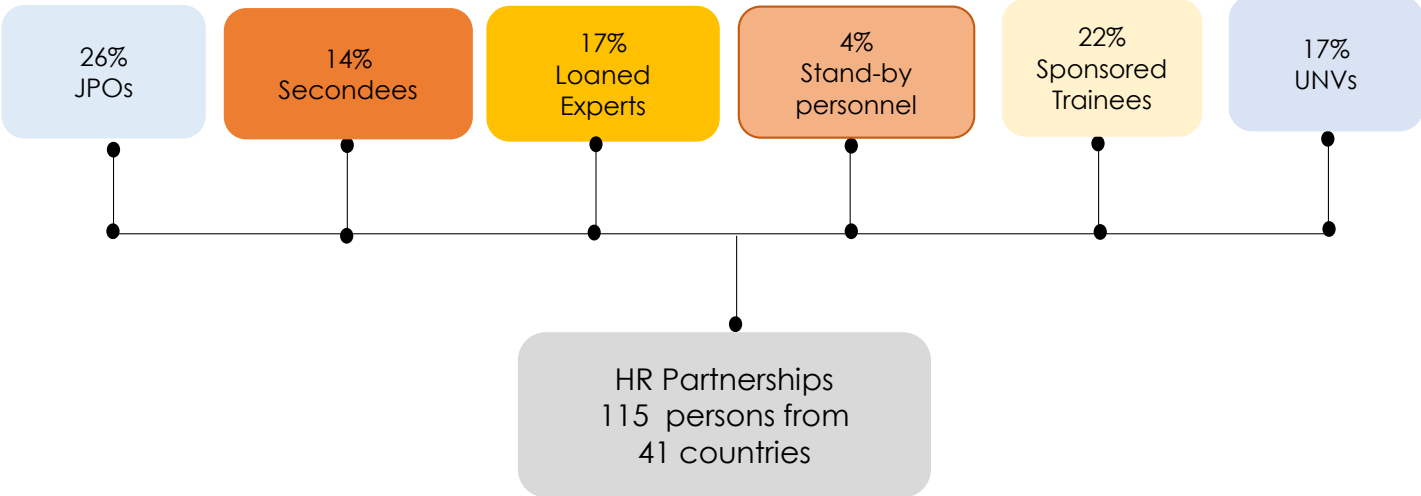 26%
JPOs
14%
Secondees
17%
Loaned
Experts
4%
Stand-by
personnel
22%
Sponsored
Trainees
17%
UNVs
HR Partnerships
115 persons from
41 countries